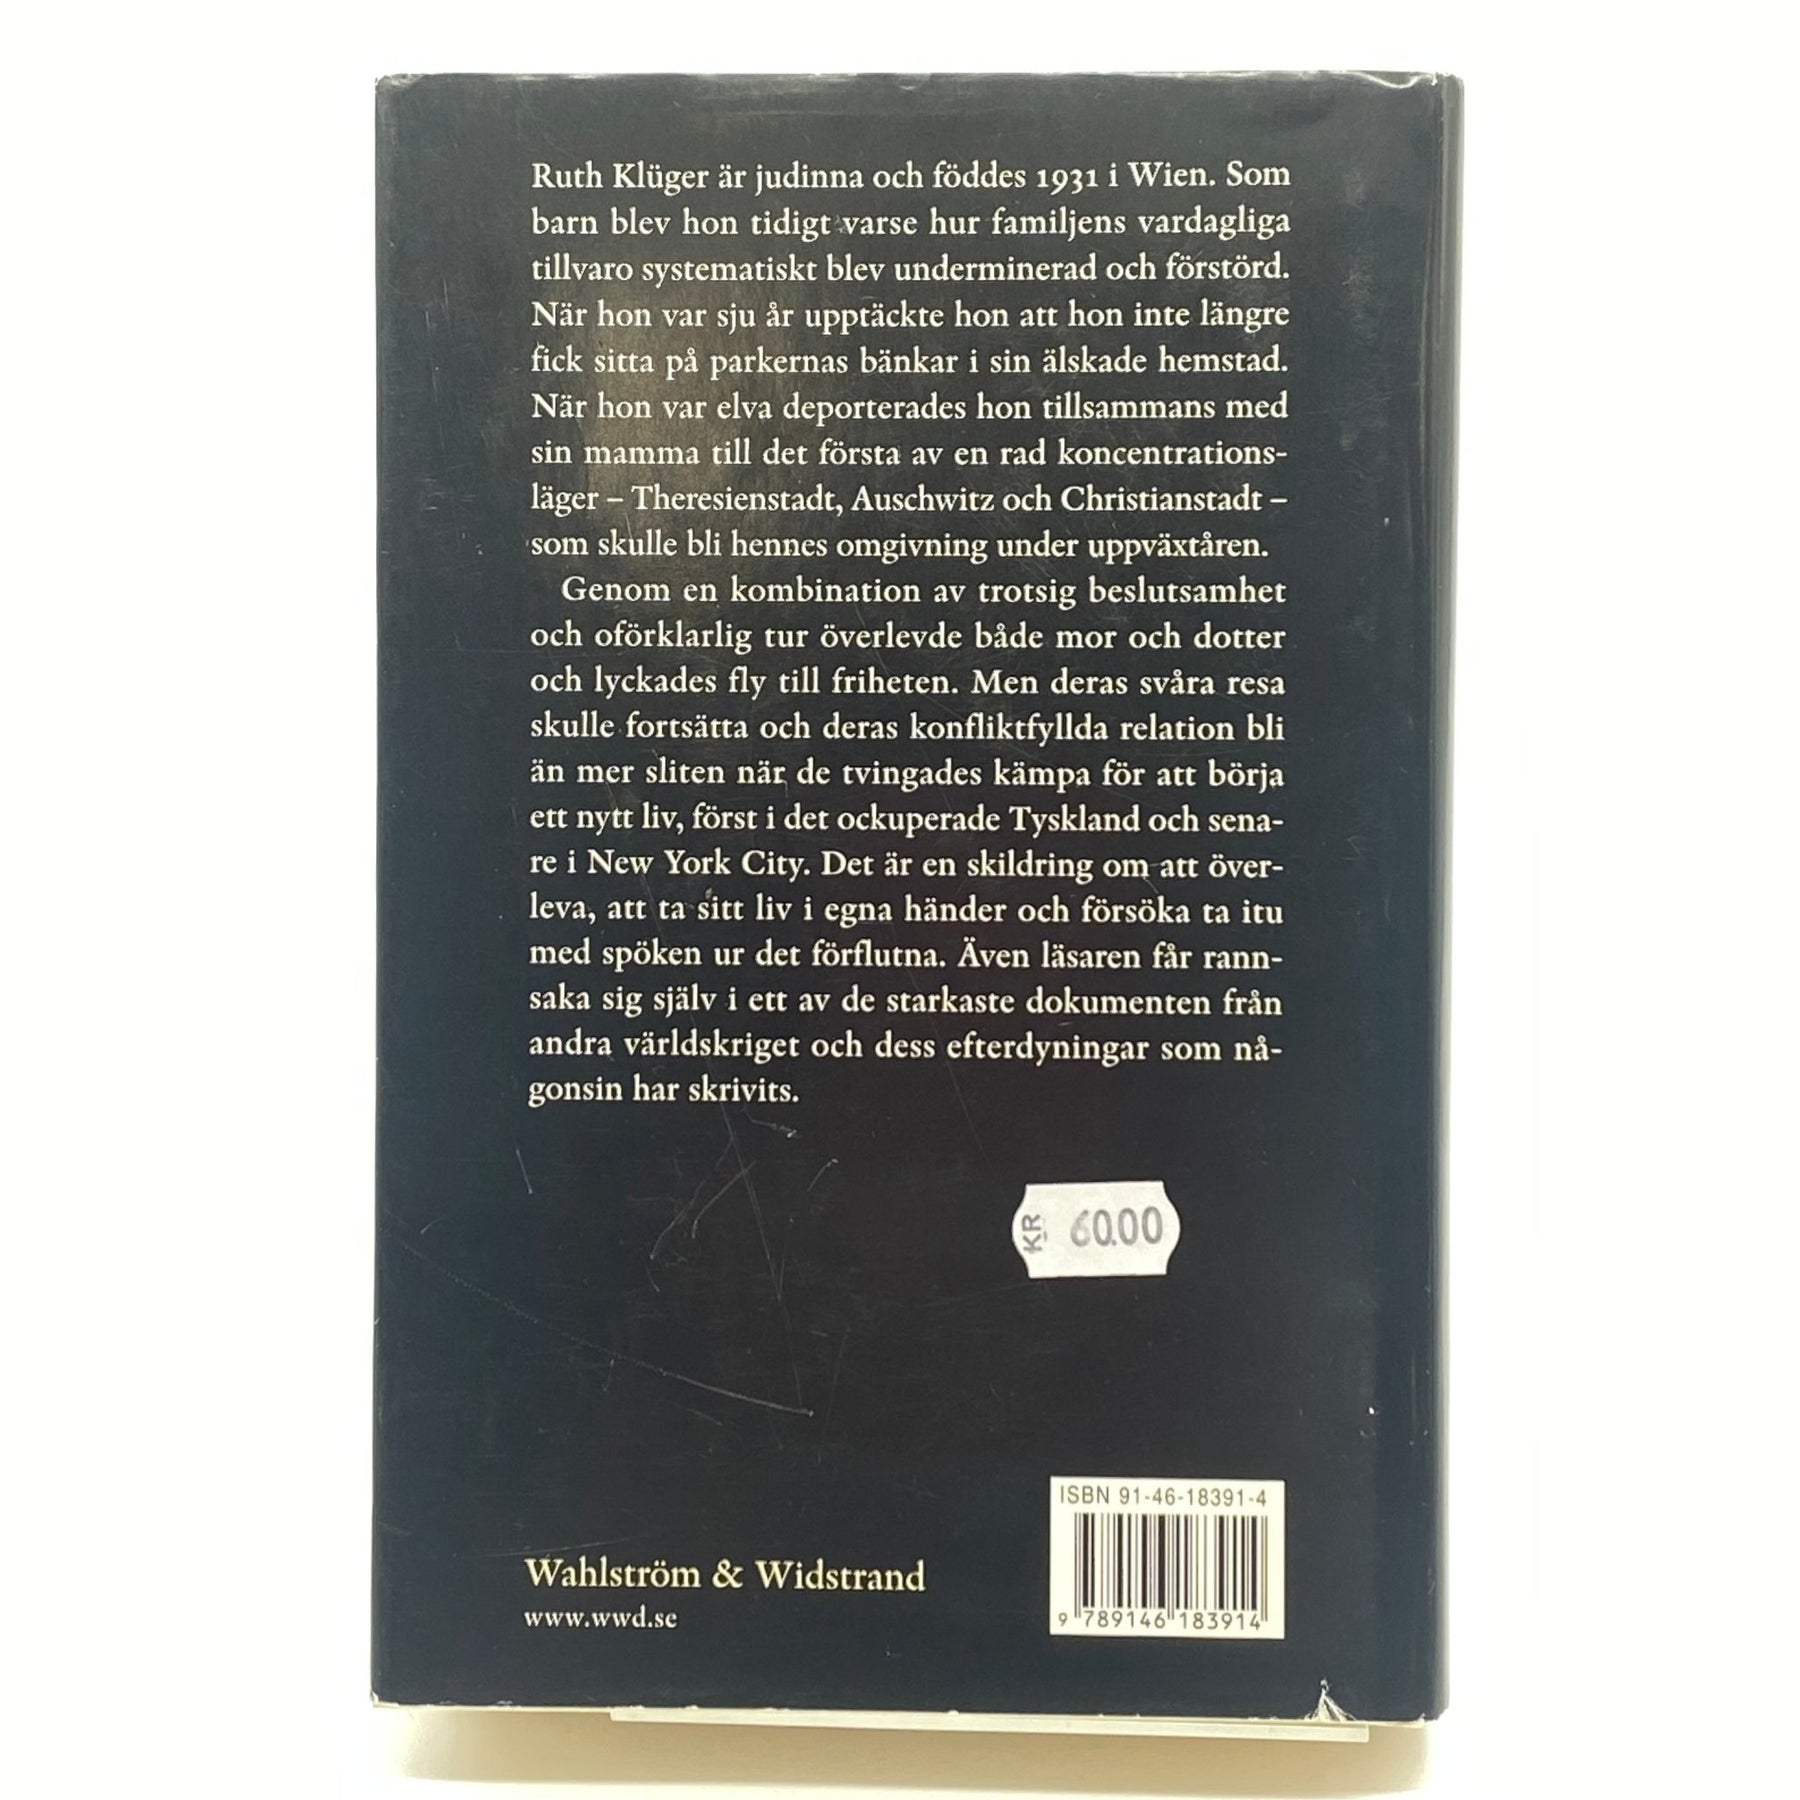 Ruth Klüger är judinna och föddes 1931 i Wien. Som
barn blev hon tidigt varse hur familjens vardagliga
tillvaro systematiskt blev underminerad och förstörd.
När hon var sju år upptäckte hon att hon inte längre
fick sitta på parkernas bänkar i sin älskade hemstad.
När hon var elva deporterades hon tillsammans med
sin mamma till det första av en rad koncentrations-
läger – Theresienstadt, Auschwitz och Christianstadt –
som skulle bli hennes omgivning under uppväxtåren.
Genom en kombination av trotsig beslutsamhet
och oförklarlig tur överlevde både mor och dotter
och lyckades fly till friheten. Men deras svåra resa
skulle fortsätta och deras konfliktfyllda relation bli
än mer sliten när de tvingades kämpa för att börja
ett nytt liv, först i det ockuperade Tyskland och sena-
re i New York City. Det är en skildring om att över-
leva, att ta sitt liv i egna händer och försöka ta itu
med spöken ur det förflutna. Även läsaren får rann-
saka sig själv i ett av de starkaste dokumenten från
andra världskriget och dess efterdyningar som nå-
gonsin har skrivits.
KR 60.00
ISBN 91-46-18391-4
9 789146 183914
Wahlström & Widstrand
www.wwd.se